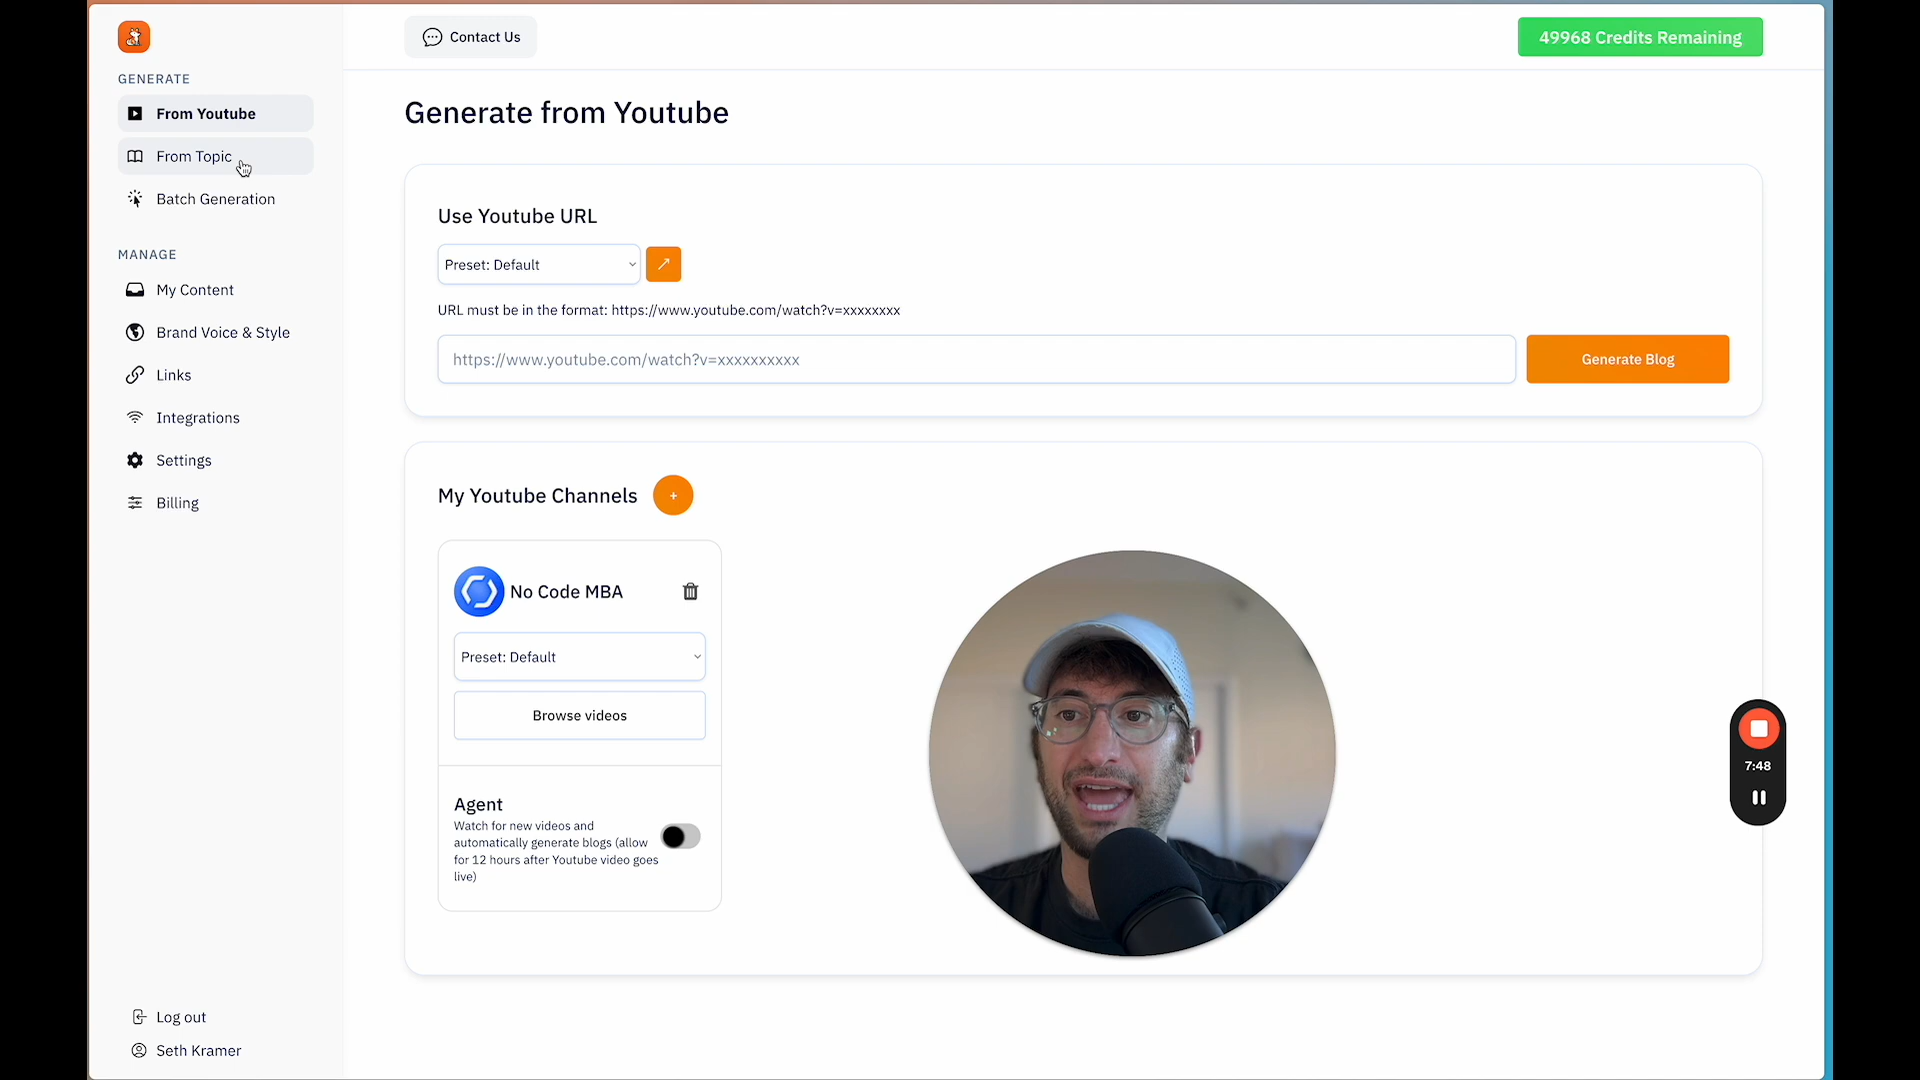 GENERATE
From Youtube
From Topic
Batch Generation
MANAGE
My Content
Brand Voice & Style
Links
Integrations
Settings
Billing
Log out
Seth Kramer
Contact Us
49968 Credits Remaining
Generate from Youtube
Use Youtube URL
Preset: Default
URL must be in the format: https://www.youtube.com/watch?v=xxxxxxxx
https://www.youtube.com/watch?v=xxxxxxxxxx
Generate Blog
My Youtube Channels
+
No Code MBA
Preset: Default
Browse videos
Agent
Watch for new videos and
automatically generate blogs (allow
for 12 hours after Youtube video goes
live)
7:48